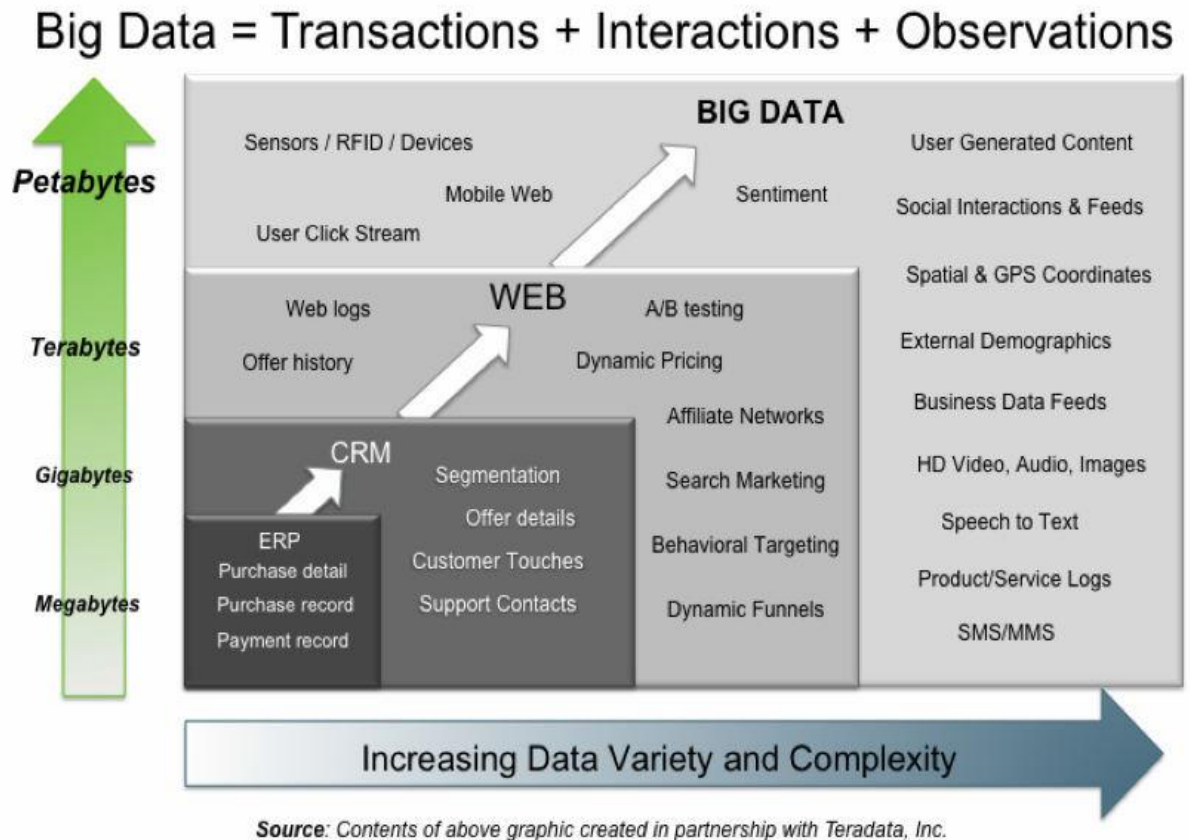 Big Data = Transactions + Interactions + Observations
BIG DATA
Sensors / RFID / Devices
User Generated Content
Petabytes
Mobile Web
Sentiment
Social Interactions & Feeds
User Click Stream
Spatial & GPS Coordinates
WEB
Web logs
A/B testing
External Demographics
Terabytes
Offer history
Dynamic Pricing
Business Data Feeds
Affiliate Networks
CRM
HD Video, Audio, Images
Gigabytes
Segmentation
Search Marketing
Offer details
Speech to Text
ERP
Behavioral Targeting
Customer Touches
Purchase detail
Product/Service Logs
Megabytes
Purchase record
Support Contacts
Dynamic Funnels
SMS/MMS
Payment record
Increasing Data Variety and Complexity
Source: Contents of above graphic created in partnership with Teradata, Inc.